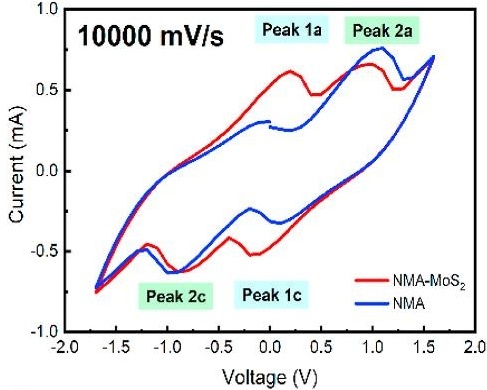 10000 mV/s
Peak 1a
Peak 2a
Peak 2c
Peak 1c
NMA-MoS₂
NMA
Current (mA)
1.0
0.5
0.0
-0.5
-1.0
-2.0 -1.5 -1.0 -0.5 0.0 0.5 1.0 1.5 2.0
Voltage (V)